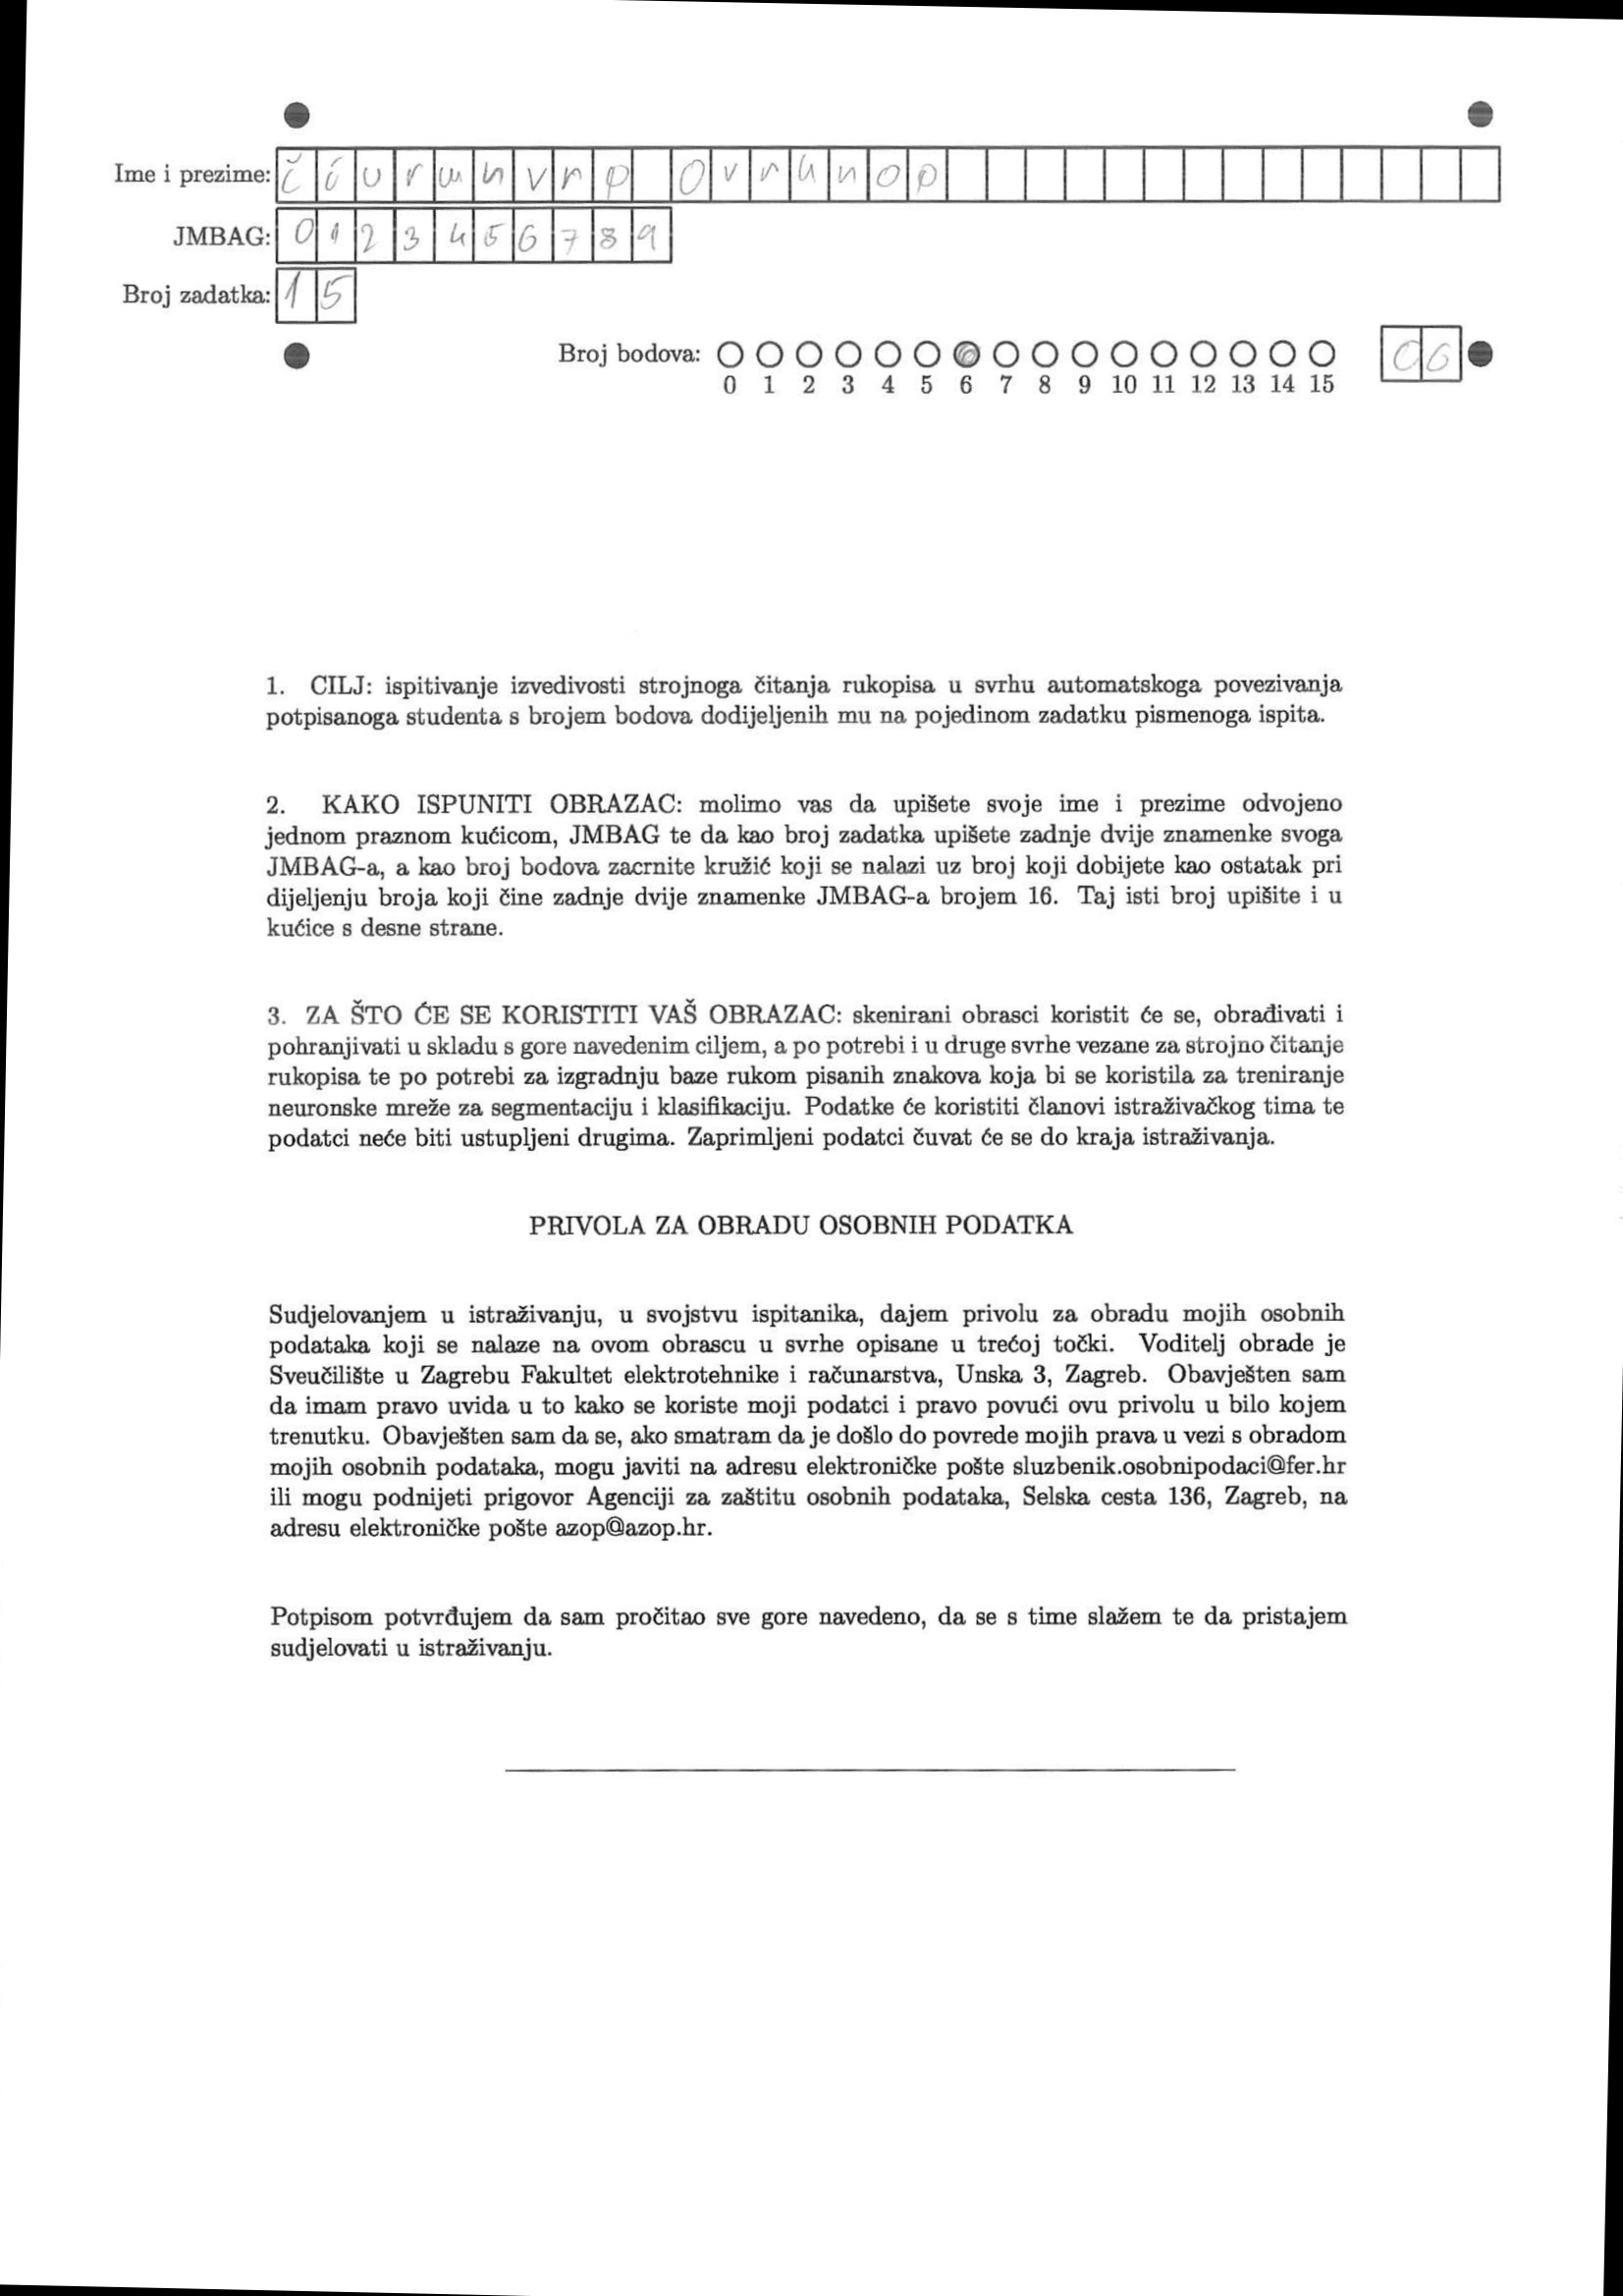 Ime i prezime:
JMBAG: 0123456789
Broj zadatka: 15
Broj bodova: 06
0 1 2 3 4 5 6 7 8 9 10 11 12 13 14 15
1. CILJ: ispitivanje izvedivosti strojnoga čitanja rukopisa u svrhu automatskoga povezivanja
potpisanoga studenta s brojem bodova dodijeljenih mu na pojedinom zadatku pismenoga ispita.
2. KAKO ISPUNITI OBRAZAC: molimo vas da upišete svoje ime i prezime odvojeno
jednom praznom kućicom, JMBAG te da kao broj zadatka upišete zadnje dvije znamenke svoga
JMBAG-a, a kao broj bodova zacrnite kružić koji se nalazi uz broj koji dobijete kao ostatak pri
dijeljenju broja koji čine zadnje dvije znamenke JMBAG-a brojem 16. Taj isti broj upišite i u
kućice s desne strane.
3. ZA ŠTO ĆE SE KORISTITI VAŠ OBRAZAC: skenirani obrasci koristit će se, obrađivati i
pohranjivati u skladu s gore navedenim ciljem, a po potrebi i u druge svrhe vezane za strojno čitanje
rukopisa te po potrebi za izgradnju baze rukom pisanih znakova koja bi se koristila za treniranje
neuronske mreže za segmentaciju i klasifikaciju. Podatke će koristiti članovi istraživačkog tima te
podatci neće biti ustupljeni drugima. Zaprimljeni podatci čuvat će se do kraja istraživanja.
PRIVOLA ZA OBRADU OSOBNIH PODATKA
Sudjelovanjem u istraživanju, u svojstvu ispitanika, dajem privolu za obradu mojih osobnih
podataka koji se nalaze na ovom obrascu u svrhe opisane u trećoj točki. Voditelj obrade je
Sveučilište u Zagrebu Fakultet elektrotehnike i računarstva, Unska 3, Zagreb. Obavješten sam
da imam pravo uvida u to kako se koriste moji podatci i pravo povući ovu privolu u bilo kojem
trenutku. Obavješten sam da se, ako smatram da je došlo do povrede mojih prava u vezi s obradom
mojih osobnih podataka, mogu javiti na adresu elektroničke pošte sluzbenik.osobnipodaci@fer.hr
ili mogu podnijeti prigovor Agenciji za zaštitu osobnih podataka, Selska cesta 136, Zagreb, na
adresu elektroničke pošte azop@azop.hr.
Potpisom potvrđujem da sam pročitao sve gore navedeno, da se s time slažem te da pristajem
sudjelovati u istraživanju.